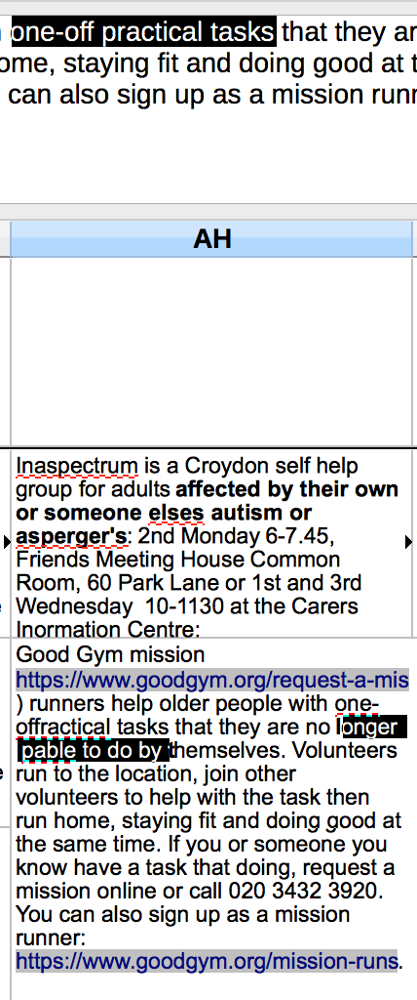 one-off practical tasks that they ar
ome, staying fit and doing good at t
can also sign up as a mission runr
AH
Inaspectrum is a Croydon self help
group for adults affected by their own
or someone elses autism or
asperger's: 2nd Monday 6-7.45,
Friends Meeting House Common
Room, 60 Park Lane or 1st and 3rd
Wednesday 10-1130 at the Carers
Inormation Centre:
Good Gym mission
https://www.goodgym.org/request-a-mis
) runners help older people with one-
offractical tasks that they are no longer
pable to do by themselves. Volunteers
run to the location, join other
volunteers to help with the task then
run home, staying fit and doing good at
the same time. If you or someone you
know have a task that doing, request a
mission online or call 020 3432 3920.
You can also sign up as a mission
runner:
https://www.goodgym.org/mission-runs.